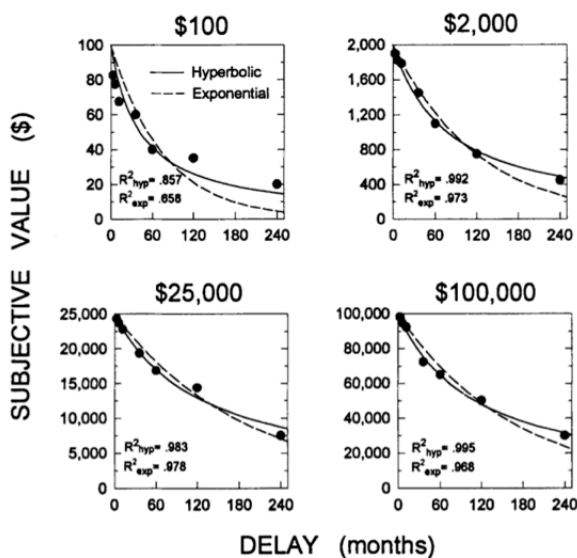 $100
100
80
60
40
20
0
0 60 120 180 240
Hyperbolic
Exponential
R²hyp= .857
R²exp= .658
$2,000
2,000
1,600
1,200
800
400
0
0 60 120 180 240
R²hyp= .992
R²exp= .973
$25,000
25,000
20,000
15,000
10,000
5,000
0
0 60 120 180 240
R²hyp= .983
R²exp= .978
$100,000
100,000
80,000
60,000
40,000
20,000
0
0 60 120 180 240
R²hyp= .995
R²exp= .968
SUBJECTIVE VALUE ($)
DELAY (months)